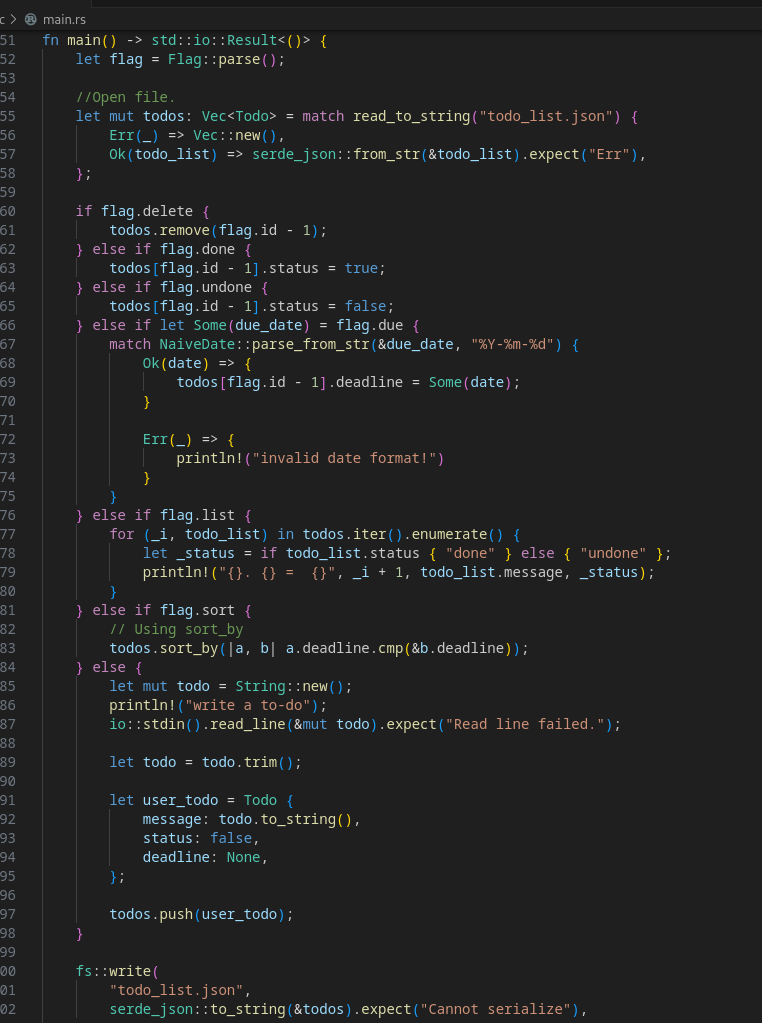 c > main.rs
51 fn main() -> std::io::Result<()> {
52     let flag = Flag::parse();
53
54     //Open file.
55     let mut todos: Vec<Todo> = match read_to_string("todo_list.json") {
56         Err(_) => Vec::new(),
57         Ok(todo_list) => serde_json::from_str(&todo_list).expect("Err"),
58     };
59
60     if flag.delete {
61         todos.remove(flag.id - 1);
62     } else if flag.done {
63         todos[flag.id - 1].status = true;
64     } else if flag.undone {
65         todos[flag.id - 1].status = false;
66     } else if let Some(due_date) = flag.due {
67         match NaiveDate::parse_from_str(&due_date, "%Y-%m-%d") {
68             Ok(date) => {
69                 todos[flag.id - 1].deadline = Some(date);
70             }
71
72             Err(_) => {
73                 println!("invalid date format!")
74             }
75         }
76     } else if flag.list {
77         for (_i, todo_list) in todos.iter().enumerate() {
78             let _status = if todo_list.status { "done" } else { "undone" };
79             println!("{}. {} =  {}", _i + 1, todo_list.message, _status);
80         }
81     } else if flag.sort {
82         // Using sort_by
83         todos.sort_by(|a, b| a.deadline.cmp(&b.deadline));
84     } else {
85         let mut todo = String::new();
86         println!("write a to-do");
87         io::stdin().read_line(&mut todo).expect("Read line failed.");
88
89         let todo = todo.trim();
90
91         let user_todo = Todo {
92             message: todo.to_string(),
93             status: false,
94             deadline: None,
95         };
96
97         todos.push(user_todo);
98     }
99
00     fs::write(
01         "todo_list.json",
02         serde_json::to_string(&todos).expect("Cannot serialize"),